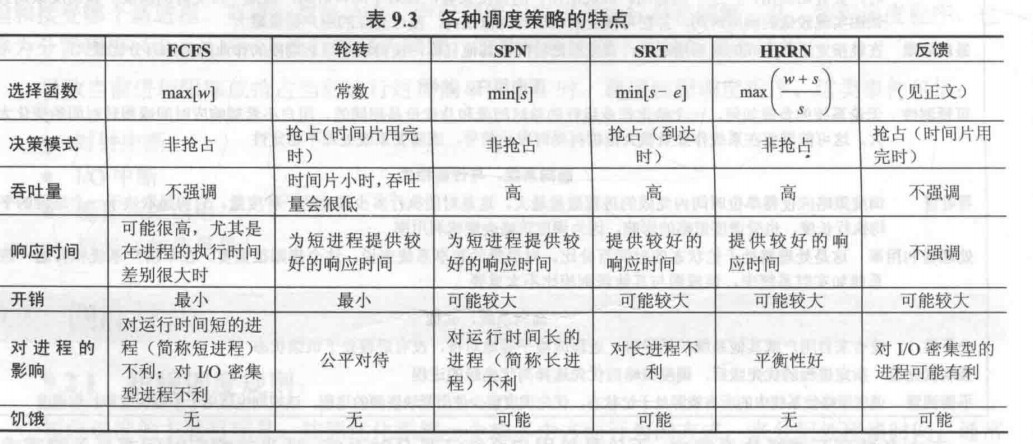 表 9.3 各种调度策略的特点
FCFS 轮转 SPN SRT HRRN 反馈
选择函数 max[w] 常数 min[s] min[s−e] max((w+s)/s) (见正文)
决策模式 非抢占 抢占(时间片用完时) 非抢占 抢占(到达时) 非抢占 抢占(时间片用完时)
吞吐量 不强调 时间片小时,吞吐量会很低 高 高 高 不强调
响应时间 可能很高,尤其是在进程的执行时间差别很大时 为短进程提供较好的响应时间 为短进程提供较好的响应时间 提供较好的响应时间 提供较好的响应时间 不强调
开销 最小 最小 可能较大 可能较大 可能较大 可能较大
对进程的影响 对运行时间短的进程(简称短进程)不利;对 I/O 密集型进程不利 公平对待 对运行时间长的进程(简称长进程)不利 对长进程不利 平衡性好 对 I/O 密集型的进程可能有利
饥饿 无 无 可能 可能 无 可能